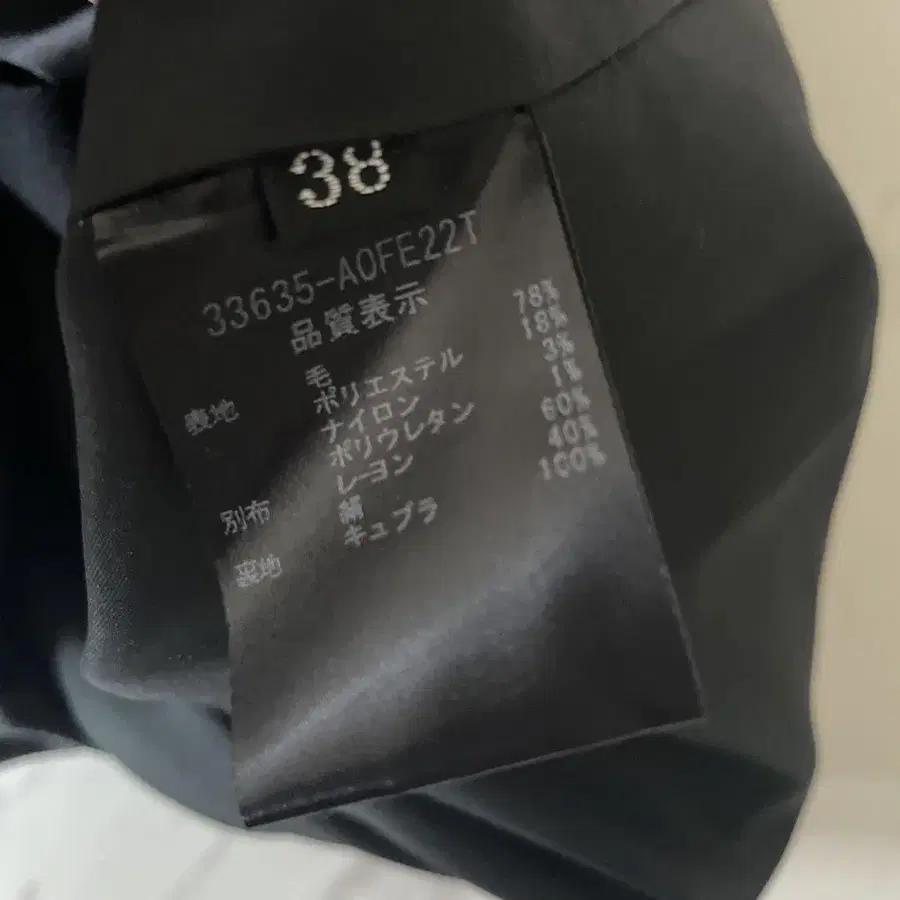 38
33635-A0FE22T
品質表示
表地 毛 78%
ポリエステル 18%
ナイロン 3%
ポリウレタン 1%
別布 レーヨン 60%
絹 40%
裏地 キュプラ 100%